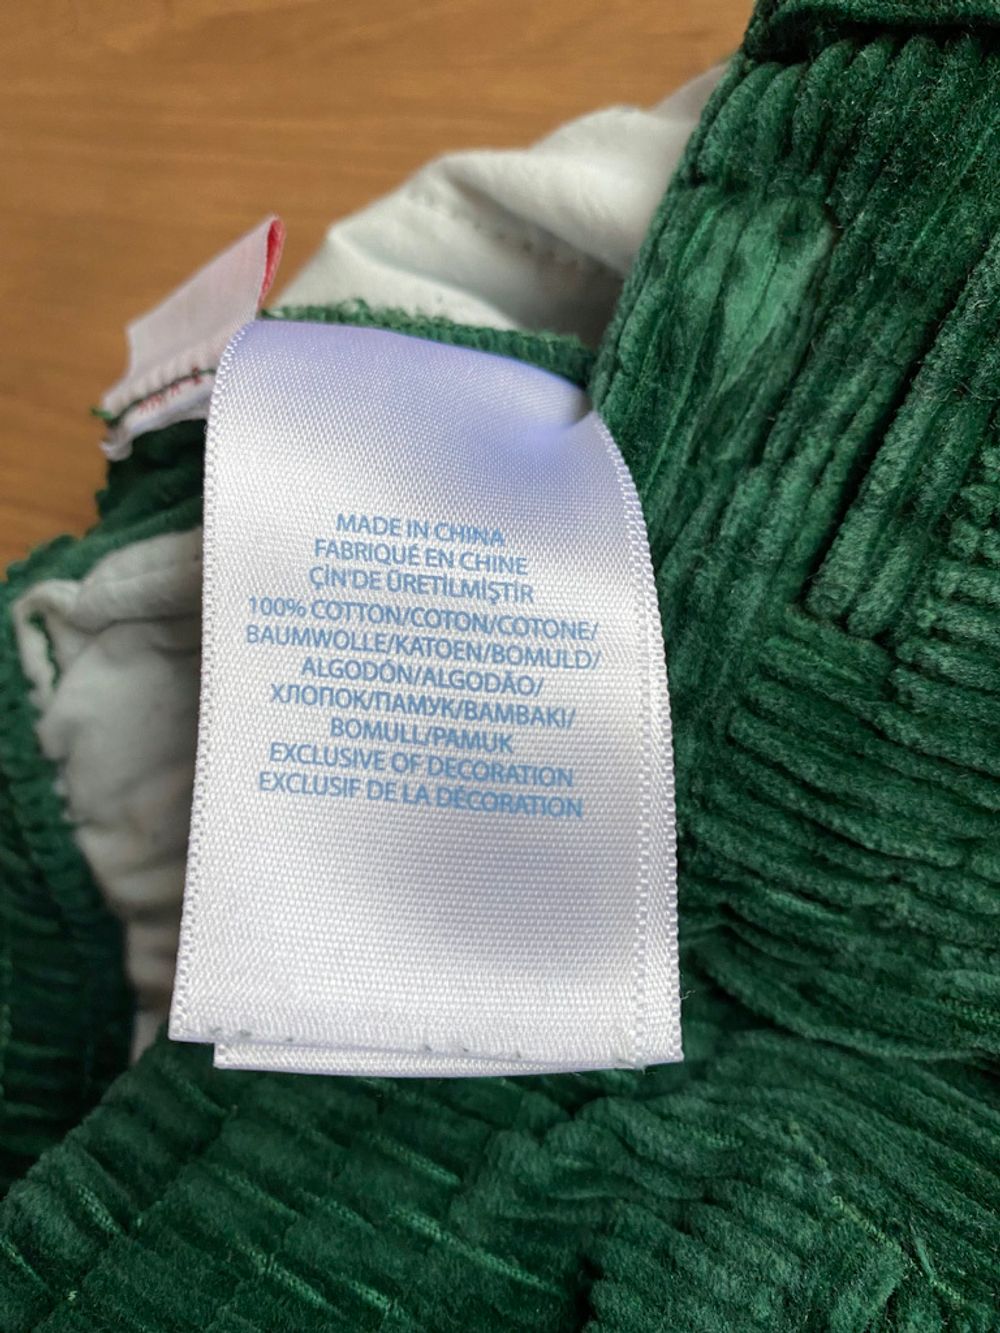 MADE IN CHINA
FABRIQUÉ EN CHINE
ÇİN'DE ÜRETİLMİŞTİR
100% COTTON/COTON/COTONE/
BAUMWOLLE/KATOEN/BOMULD/
ALGODÓN/ALGODÃO/
ХЛОПОК/ПАМУК/BAMBAKI/
BOMULL/PAMUK
EXCLUSIVE OF DECORATION
EXCLUSIF DE LA DÉCORATION